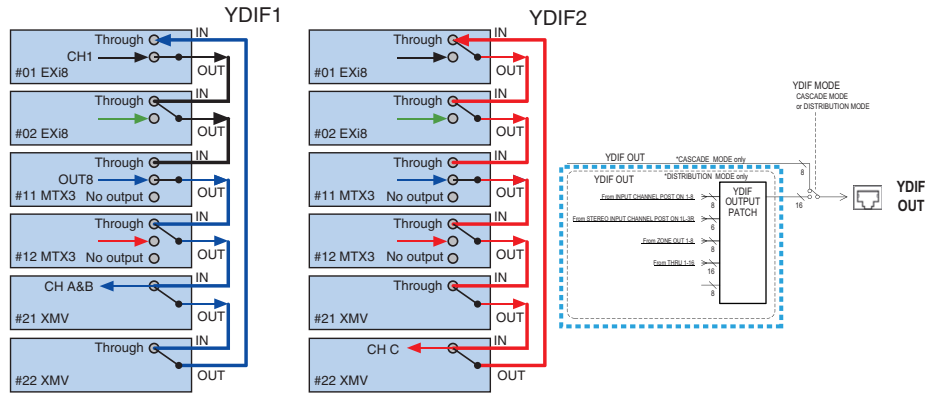 YDIF1
IN
Through
CH1
#01 EXi8
OUT
IN
Through
#02 EXi8
OUT
IN
Through
OUT8
#11 MTX3 No output
OUT
IN
Through
#12 MTX3 No output
OUT
IN
CH A&B
#21 XMV
OUT
IN
Through
#22 XMV
OUT
YDIF2
IN
Through
#01 EXi8
OUT
IN
Through
#02 EXi8
OUT
IN
Through
#11 MTX3 No output
OUT
IN
Through
#12 MTX3 No output
OUT
IN
Through
#21 XMV
OUT
IN
CH C
#22 XMV
OUT
YDIF MODE
CASCADE MODE
or DISTRIBUTION MODE
YDIF OUT
*CASCADE MODE only
8
YDIF OUT
*DISTRIBUTION MODE only
From INPUT CHANNEL POST ON 1-8
8
From STEREO INPUT CHANNEL POST ON 1L-3R
6
From ZONE OUT 1-8
8
From THRU 1-16
16
8
YDIF
OUTPUT
PATCH
16
YDIF
OUT